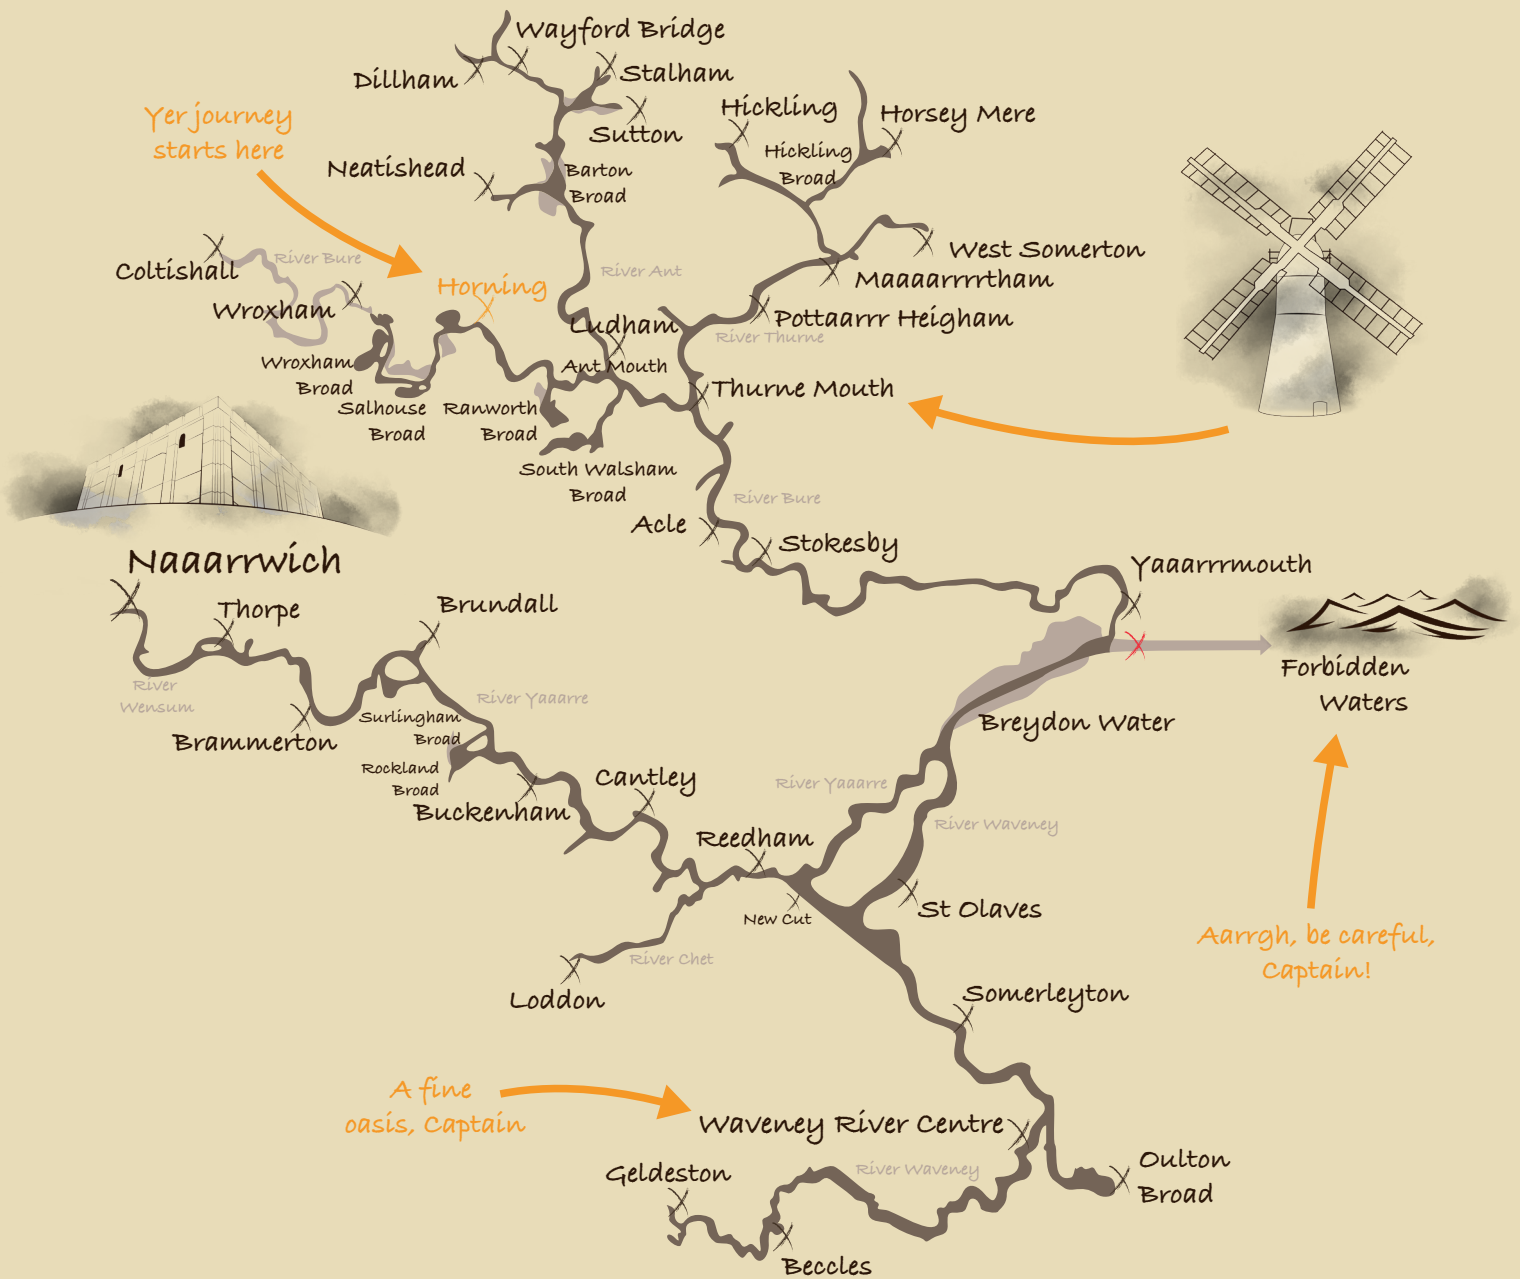 Wayford Bridge
Dillham
Stalham
Yer journey
starts here
Sutton
Hickling
Horsey Mere
Neatishead
Barton
Broad
Hickling
Broad
Coltishall
River Bure
River Ant
West Somerton
Maaaarrrrtham
Wroxham
Horning
Ludham
Pottaarrr Heigham
River Thurne
Wroxham
Broad
Ant Mouth
Salhouse
Broad
Ranworth
Broad
Thurne Mouth
South Walsham
Broad
River Bure
Acle
Stokesby
Naaarrwich
Yaaarrrmouth
Thorpe
Brundall
River
Wensum
River Yaaarre
Forbidden
Waters
Surlingham
Broad
Brammerton
Breydon Water
Rockland
Broad
Buckenham
Cantley
River Yaaarre
River Waveney
Reedham
New Cut
St Olaves
Aarrgh, be careful,
Captain!
River Chet
Loddon
Somerleyton
A fine
oasis, Captain
Waveney River Centre
Geldeston
River Waveney
Oulton
Broad
Beccles